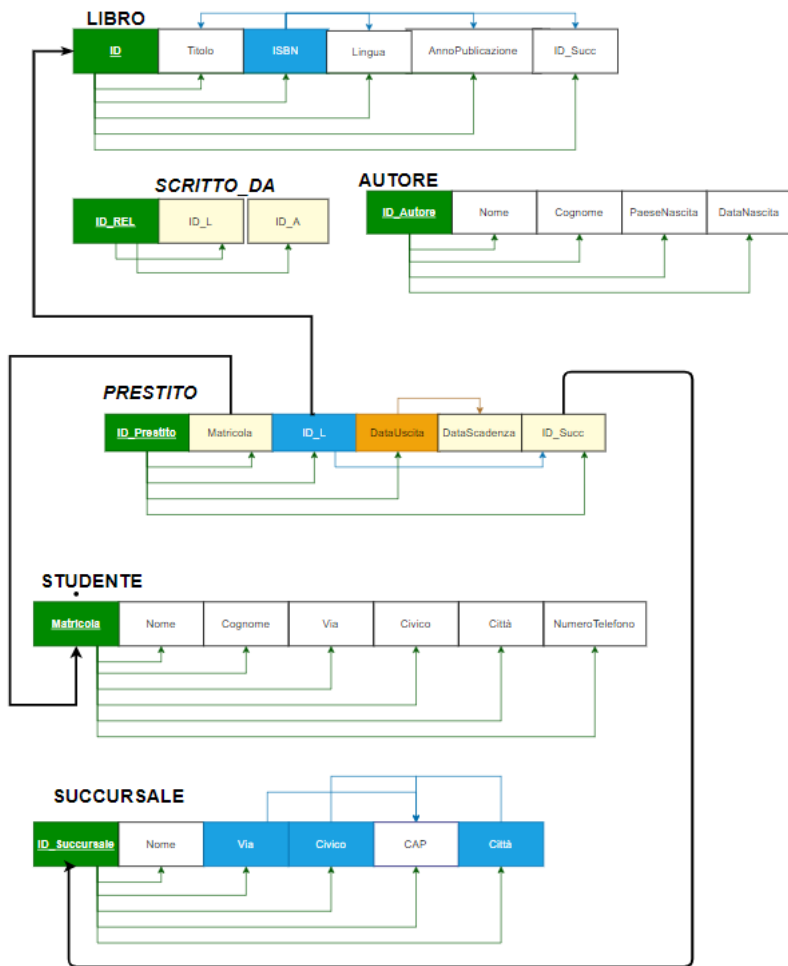 LIBRO
ID Titolo ISBN Lingua AnnoPublicazione ID_Succ
SCRITTO_DA
ID_REL ID_L ID_A
AUTORE
ID_Autore Nome Cognome PaeseNascita DataNascita
PRESTITO
ID_Prestito Matricola ID_L DataUscita DataScadenza ID_Succ
STUDENTE
Matricola Nome Cognome Via Civico Città NumeroTelefono
SUCCURSALE
ID_Succursale Nome Via Civico CAP Città